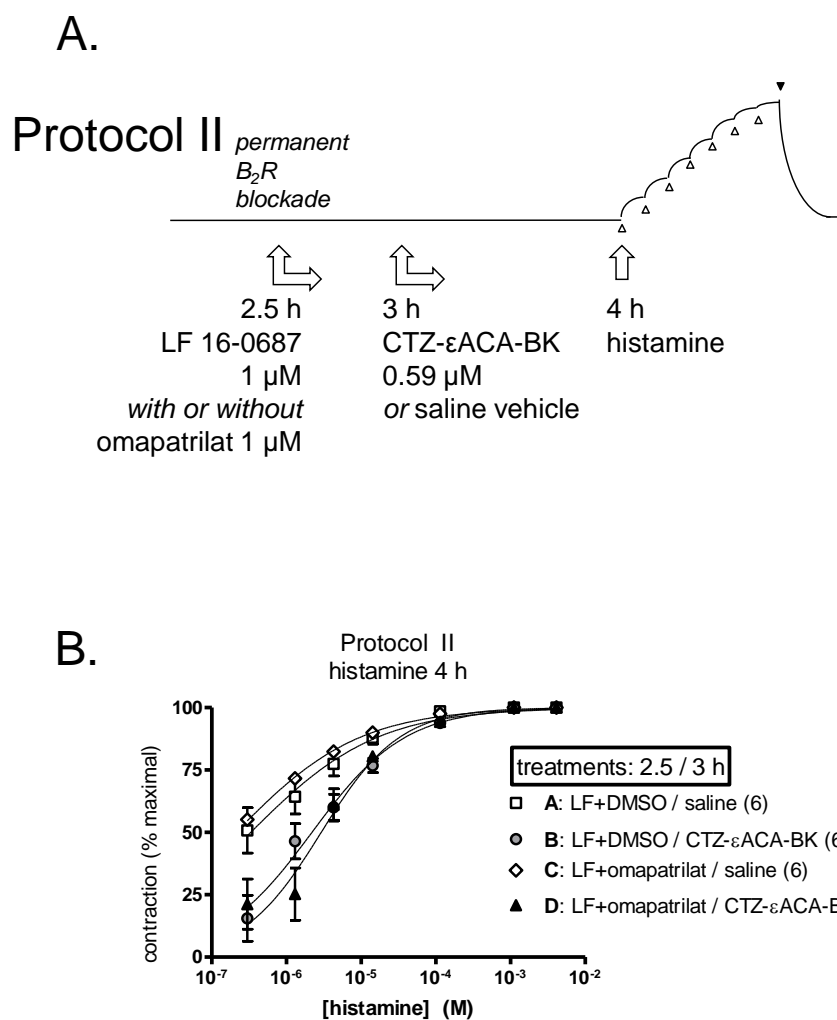 A.
Protocol II
permanent
B₂R
blockade
2.5 h
LF 16-0687
1 µM
with or without
omapatrilat 1 µM
3 h
CTZ-εACA-BK
0.59 µM
or saline vehicle
4 h
histamine
B.
Protocol II
histamine 4 h
contraction (% maximal)
100
75
50
25
0
10⁻⁷ 10⁻⁶ 10⁻⁵ 10⁻⁴ 10⁻³ 10⁻²
[histamine] (M)
treatments: 2.5 / 3 h
A: LF+DMSO / saline (6)
B: LF+DMSO / CTZ-εACA-BK (6
C: LF+omapatrilat / saline (6)
D: LF+omapatrilat / CTZ-εACA-B